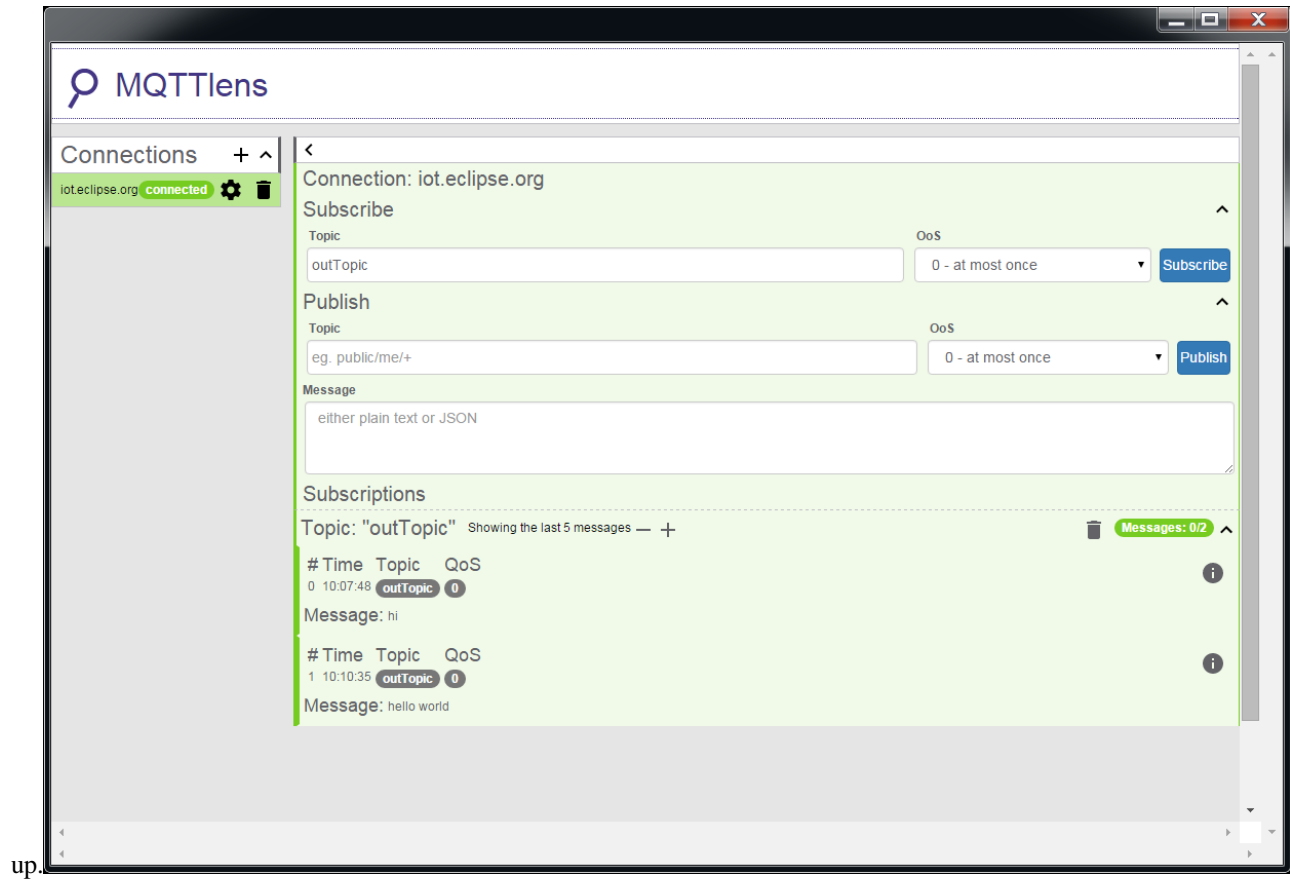 MQTTlens
Connections
iot.eclipse.org connected
Connection: iot.eclipse.org
Subscribe
Topic OoS
outTopic 0 - at most once Subscribe
Publish
Topic OoS
eg. public/me/+ 0 - at most once Publish
Message
either plain text or JSON
Subscriptions
Topic: "outTopic" Showing the last 5 messages — + Messages: 0/2
# Time Topic QoS
0 10:07:48 outTopic 0
Message: hi
# Time Topic QoS
1 10:10:35 outTopic 0
Message: hello world
up.